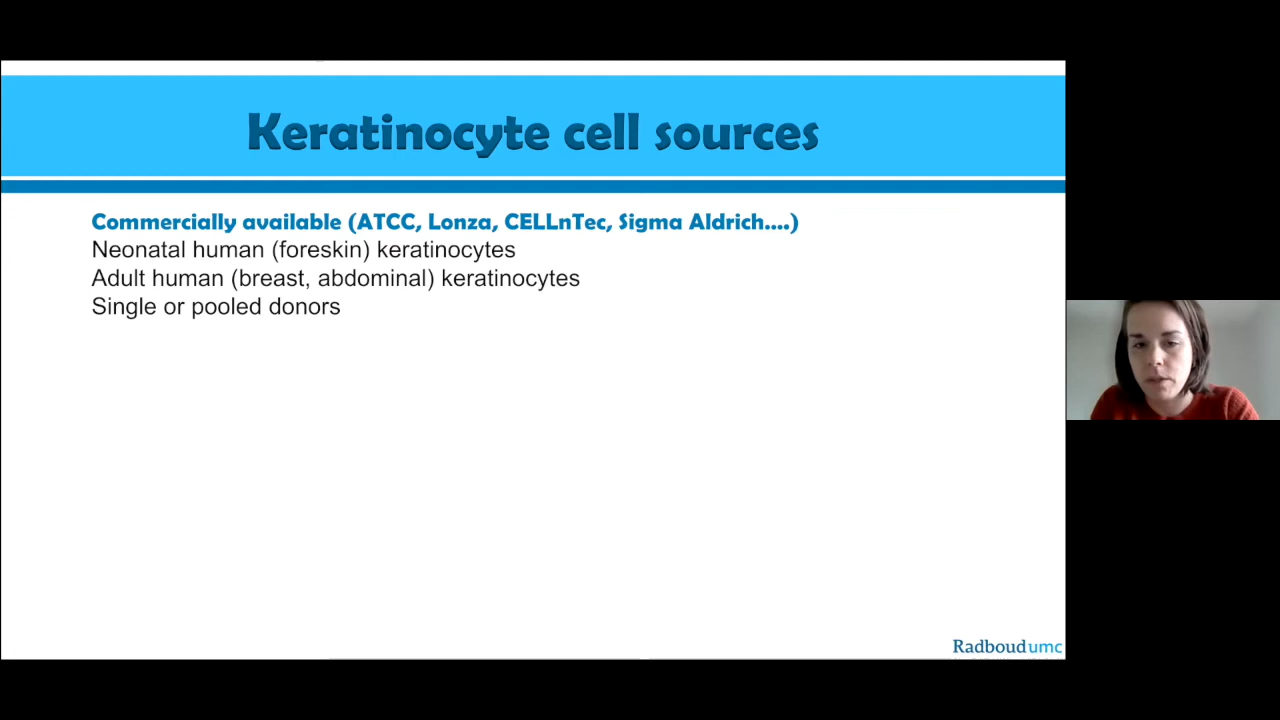 Keratinocyte cell sources
Commercially available (ATCC, Lonza, CELLnTec, Sigma Aldrich....)
Neonatal human (foreskin) keratinocytes
Adult human (breast, abdominal) keratinocytes
Single or pooled donors
Radboudumc